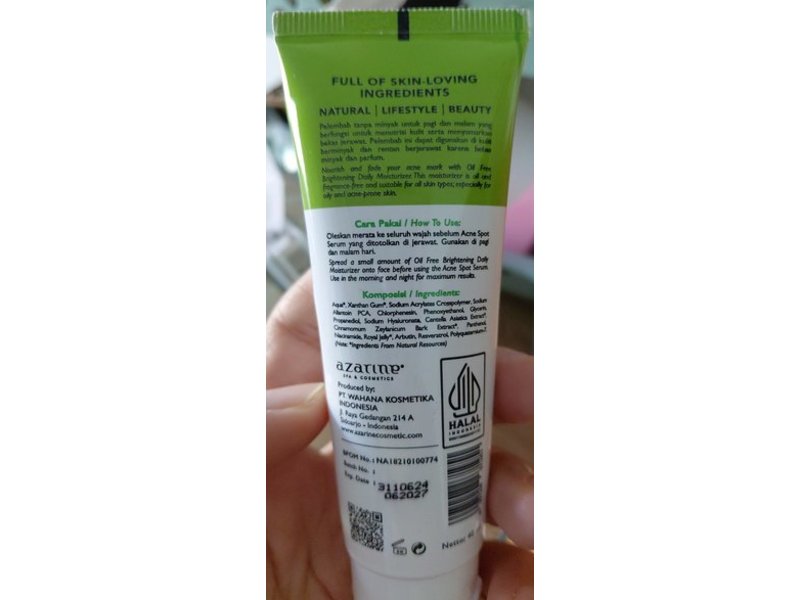 FULL OF SKIN-LOVING
INGREDIENTS
NATURAL | LIFESTYLE | BEAUTY
Pelembab tanpa minyak untuk pagi dan malam yang
berfungsi untuk menutrisi kulit serta menyamarkan
bekas jerawat. Pelembab ini dapat digunakan di kulit
berminyak dan rentan berjerawat karena bebas
minyak dan parfum.
Nourish and fade your acne mark with Oil Free
Brightening Daily Moisturizer. This moisturizer is oil and
fragrance-free and suitable for all skin types; especially for
oily and acne-prone skin.
Cara Pakai / How To Use:
Oleskan merata ke seluruh wajah sebelum Acne Spot
Serum yang ditotolkan di jerawat. Gunakan di pagi
dan malam hari.
Spread a small amount of Oil Free Brightening Daily
Moisturizer onto face before using the Acne Spot Serum.
Use in the morning and night for maximum results.
Komposisi / Ingredients:
Aqua*, Xanthan Gum*, Sodium Acrylates Crosspolymer, Sodium
Allantoin PCA, Chlorphenesin, Phenoxyethanol, Glycerin,
Propanediol, Sodium Hyaluronate, Centella Asiatica Extract*,
Cinnamomum Zeylanicum Bark Extract*, Panthenol,
Niacinamide, Royal Jelly*, Arbutin, Resveratrol, Polyquaternium-7.
(Note: *Ingredients From Natural Resources)
azarine
SPA & COSMETICS
Produced by:
PT WAHANA KOSMETIKA
INDONESIA
Jl. Raya Gedangan 214 A
Sidoarjo - Indonesia
www.azarinecosmetic.com
HALAL
INDONESIA
BPOM No.: NA18210100774
Batch No. :
Exp. Date :
3110624
062027
Netto: